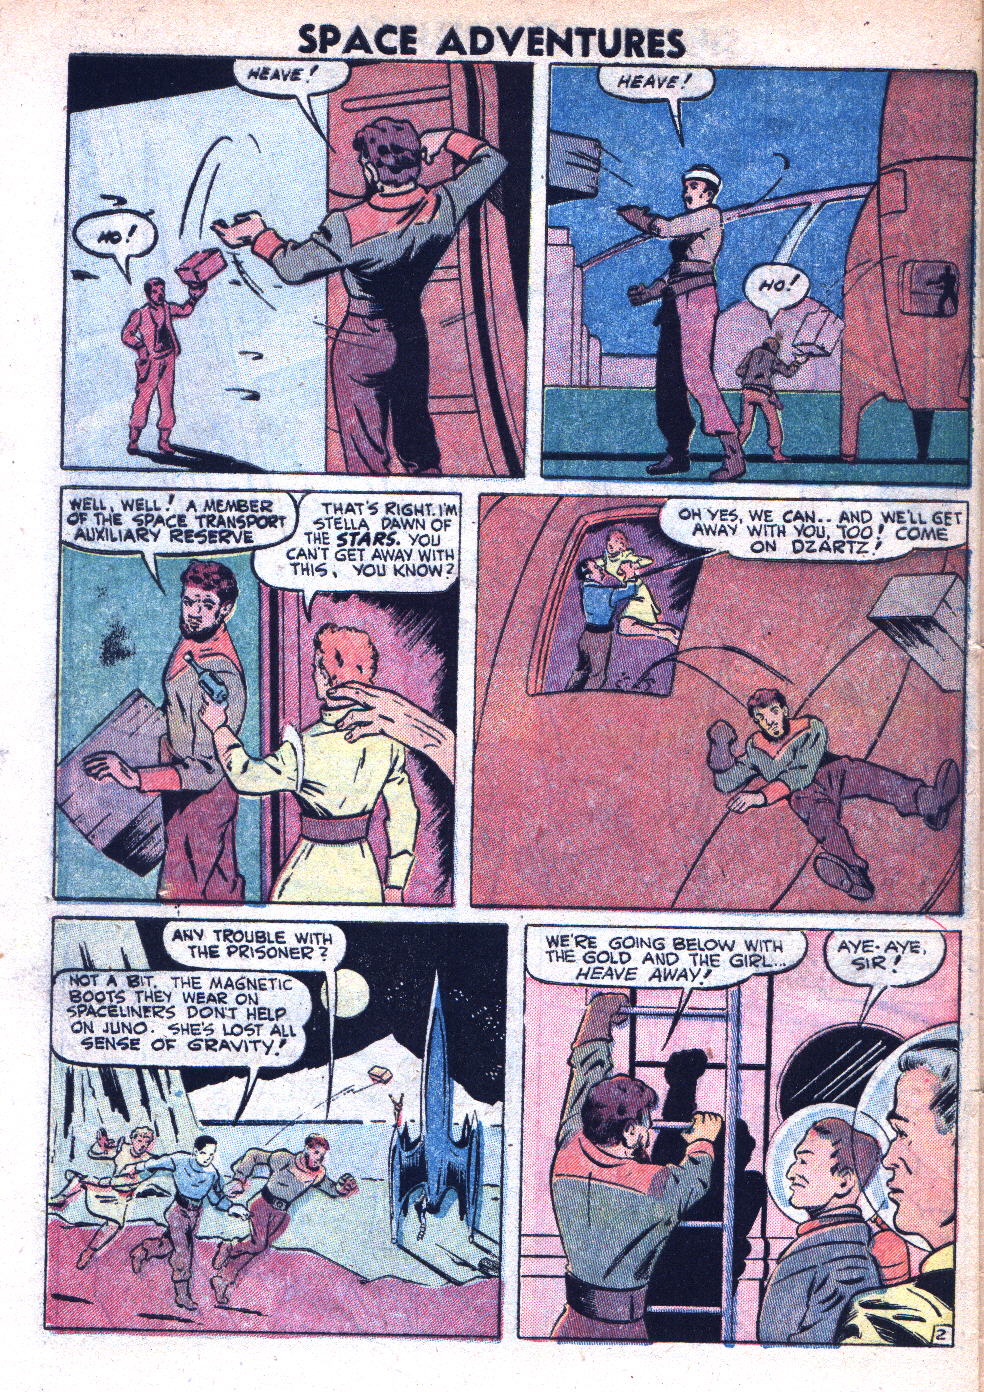 SPACE ADVENTURES
HEAVE!
HO!
HEAVE!
HO!
WELL, WELL! A MEMBER
OF THE SPACE TRANSPORT
AUXILIARY RESERVE
THAT'S RIGHT. I'M
STELLA DAWN OF
THE STARS. YOU
CAN'T GET AWAY WITH
THIS, YOU KNOW?
OH YES, WE CAN... AND WE'LL GET
AWAY WITH YOU, TOO! COME
ON DZARTZ!
ANY TROUBLE WITH
THE PRISONER?
NOT A BIT. THE MAGNETIC
BOOTS THEY WEAR ON
SPACELINERS DON'T HELP
ON JUNO. SHE'S LOST ALL
SENSE OF GRAVITY!
WE'RE GOING BELOW WITH
THE GOLD AND THE GIRL...
HEAVE AWAY!
AYE-AYE,
SIR!
2